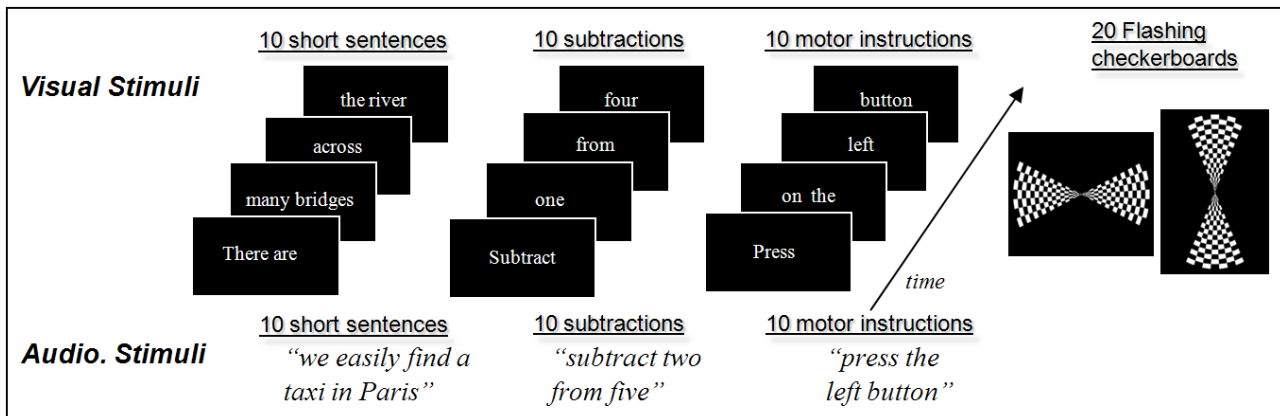 10 short sentences
10 subtractions
10 motor instructions
20 Flashing
checkerboards
Visual Stimuli
the river
across
many bridges
There are
four
from
one
Subtract
button
left
on the
Press
time
10 short sentences
10 subtractions
10 motor instructions
Audio. Stimuli
“we easily find a
taxi in Paris”
“subtract two
from five”
“press the
left button”